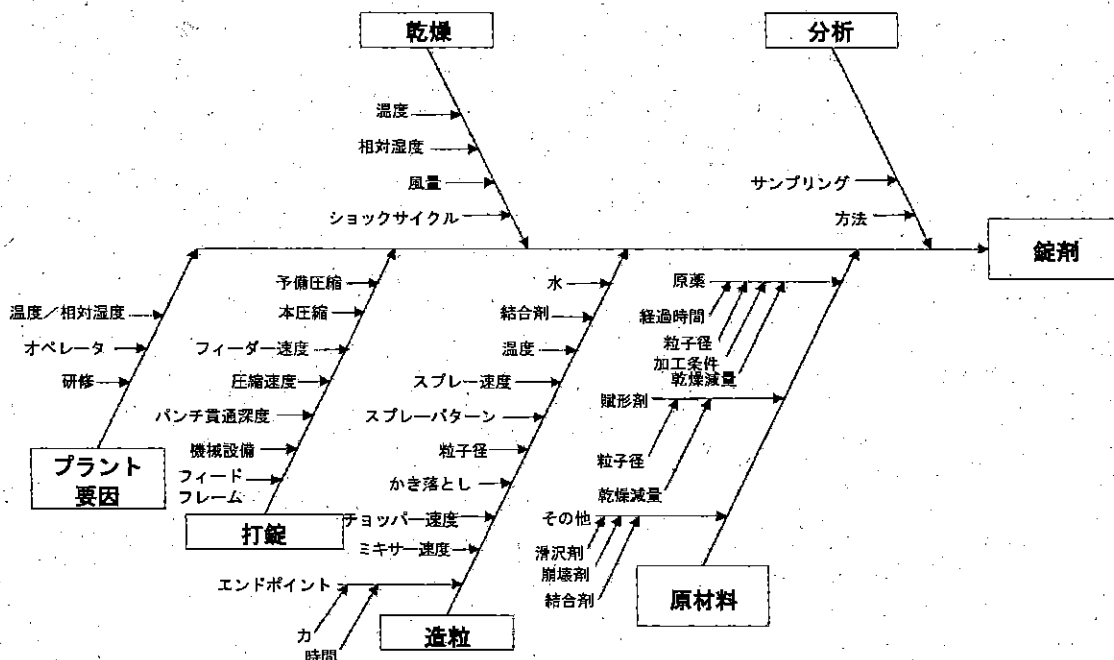 乾燥
分析
温度
相対湿度
風量
ショックサイクル
サンプリング
方法
錠剤
温度／相対湿度
オペレータ
研修
プラント
要因
予備圧縮
本圧縮
フィーダー速度
圧縮速度
パンチ貫通深度
機械設備
フィード
フレーム
打錠
水
結合剤
温度
スプレー速度
スプレーパターン
粒子径
かき落とし
チョッパー速度
ミキサー速度
エンドポイント
力
時間
造粒
原薬
経過時間
粒子径
加工条件
乾燥減量
賦形剤
粒子径
乾燥減量
その他
滑沢剤
崩壊剤
結合剤
原材料